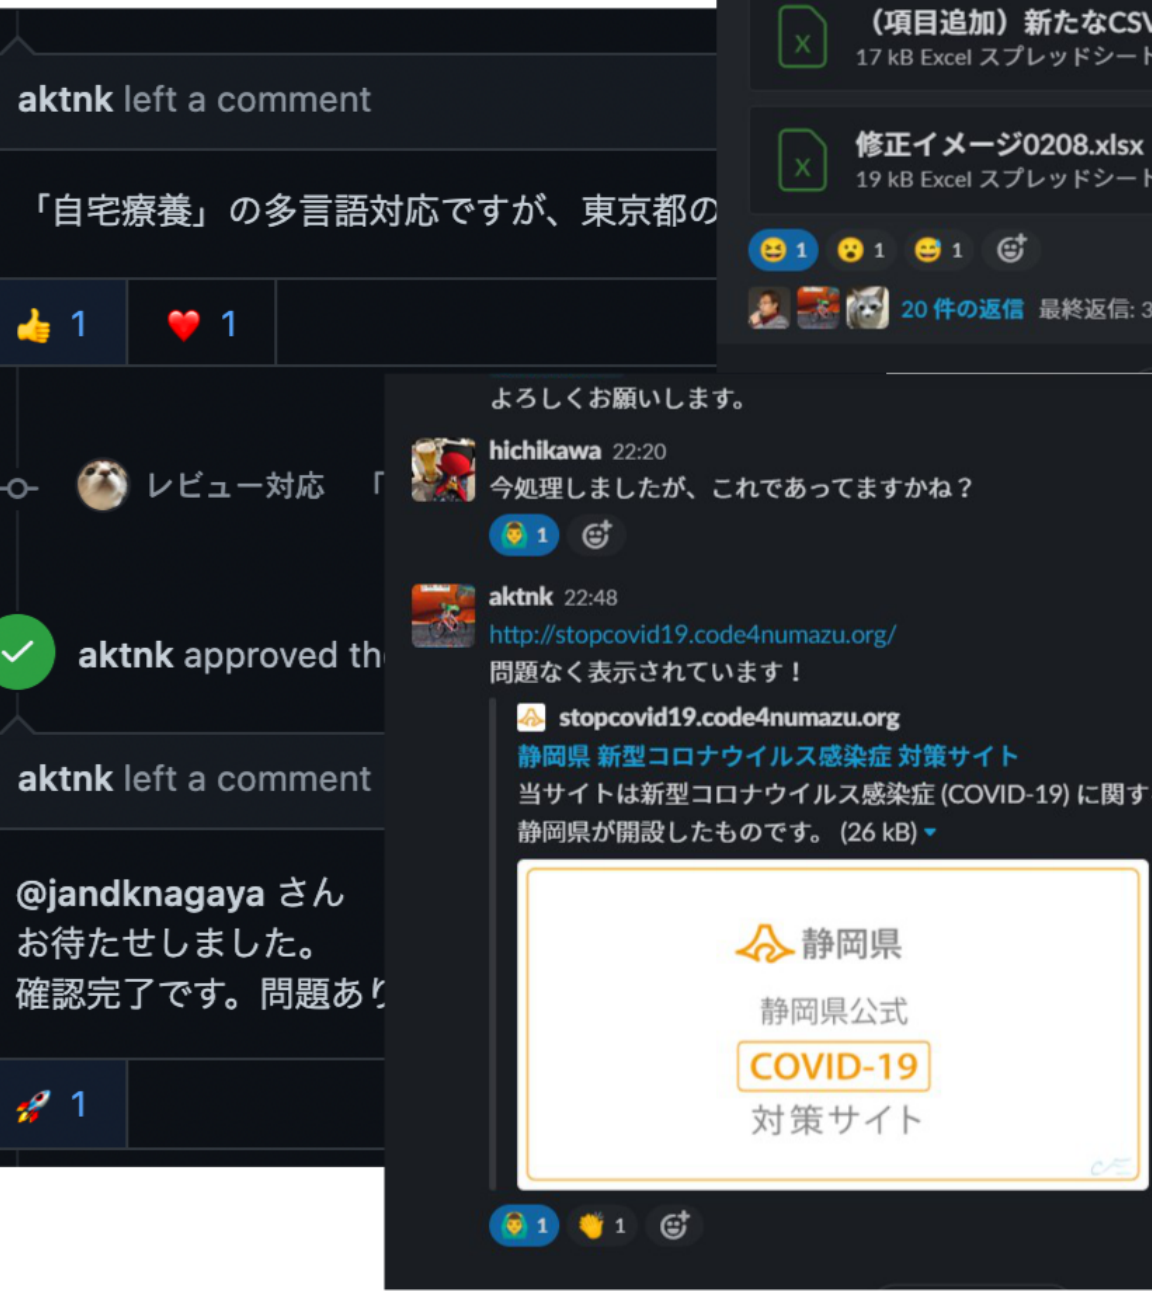 aktnk left a comment
「自宅療養」の多言語対応ですが、東京都の
1
1
レビュー対応 「
aktnk approved the
aktnk left a comment
@jandknagaya さん
お待たせしました。
確認完了です。問題あり
1
（項目追加）新たなCSV
17 kB Excel スプレッドシート
修正イメージ0208.xlsx
19 kB Excel スプレッドシート
1 1 1
20 件の返信 最終返信: 3
よろしくお願いします。
hichikawa 22:20
今処理しましたが、これであってますかね？
1
aktnk 22:48
http://stopcovid19.code4numazu.org/
問題なく表示されています！
stopcovid19.code4numazu.org
静岡県 新型コロナウイルス感染症 対策サイト
当サイトは新型コロナウイルス感染症 (COVID-19) に関す
静岡県が開設したものです。 (26 kB)
静岡県
静岡県公式
COVID-19
対策サイト
1 1